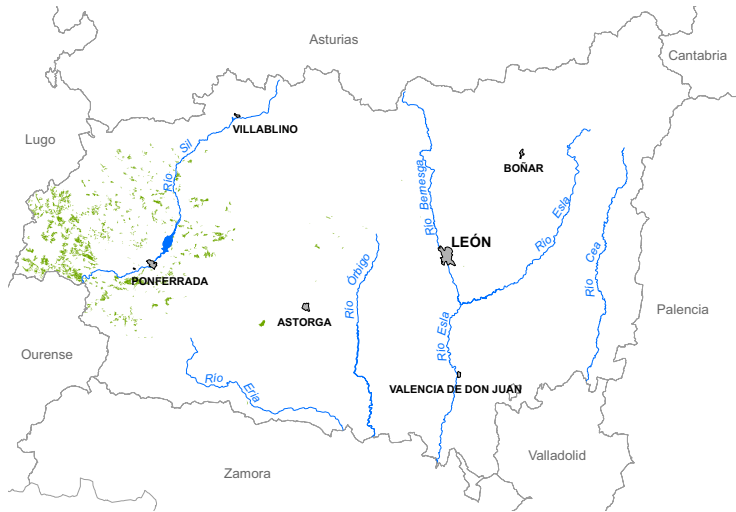 Asturias
Cantabria
Lugo
VILLABLINO
Río Sil
BOÑAR
Río Bernesga
Río Esla
LEÓN
Río Cea
Río Órbigo
PONFERRADA
ASTORGA
Palencia
Río Esla
Ourense
Río Eria
VALENCIA DE DON JUAN
Valladolid
Zamora